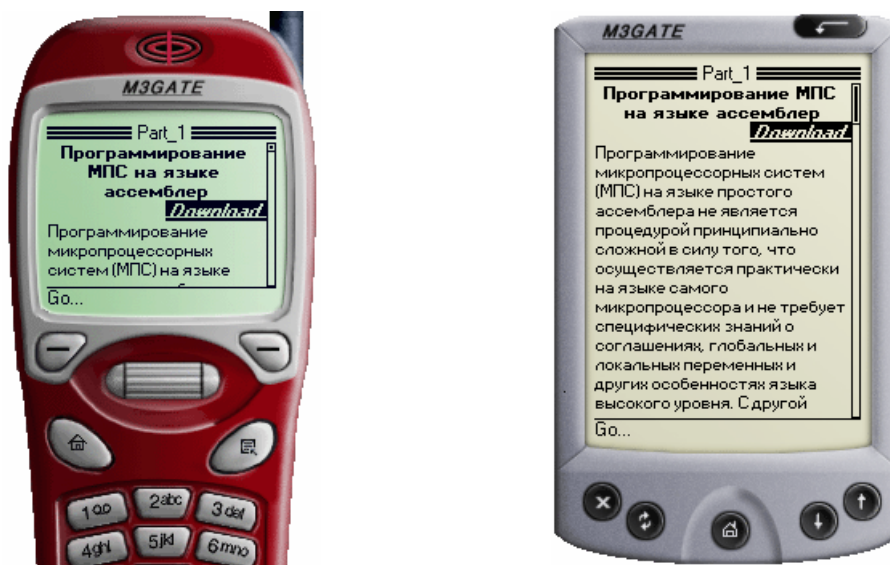 M3GATE
Part_1
Программирование
МПС на языке
ассемблер
Download
Программирование
микропроцессорных
систем (МПС) на языке
Go...
1
2abc
3def
4ghi
5jkl
6mno
M3GATE
Part_1
Программирование МПС
на языке ассемблер
Download
Программирование
микропроцессорных систем
(МПС) на языке простого
ассемблера не является
процедурой принципиально
сложной в силу того, что
осуществляется практически
на языке самого
микропроцессора и не требует
специфических знаний о
соглашениях, глобальных и
локальных переменных и
других особенностях языка
высокого уровня. С другой
Go...